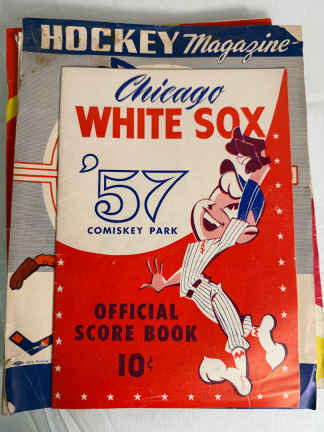 HOCKEY Magazine
Chicago
WHITE SOX
'57
COMISKEY PARK
OFFICIAL
SCORE BOOK
10¢